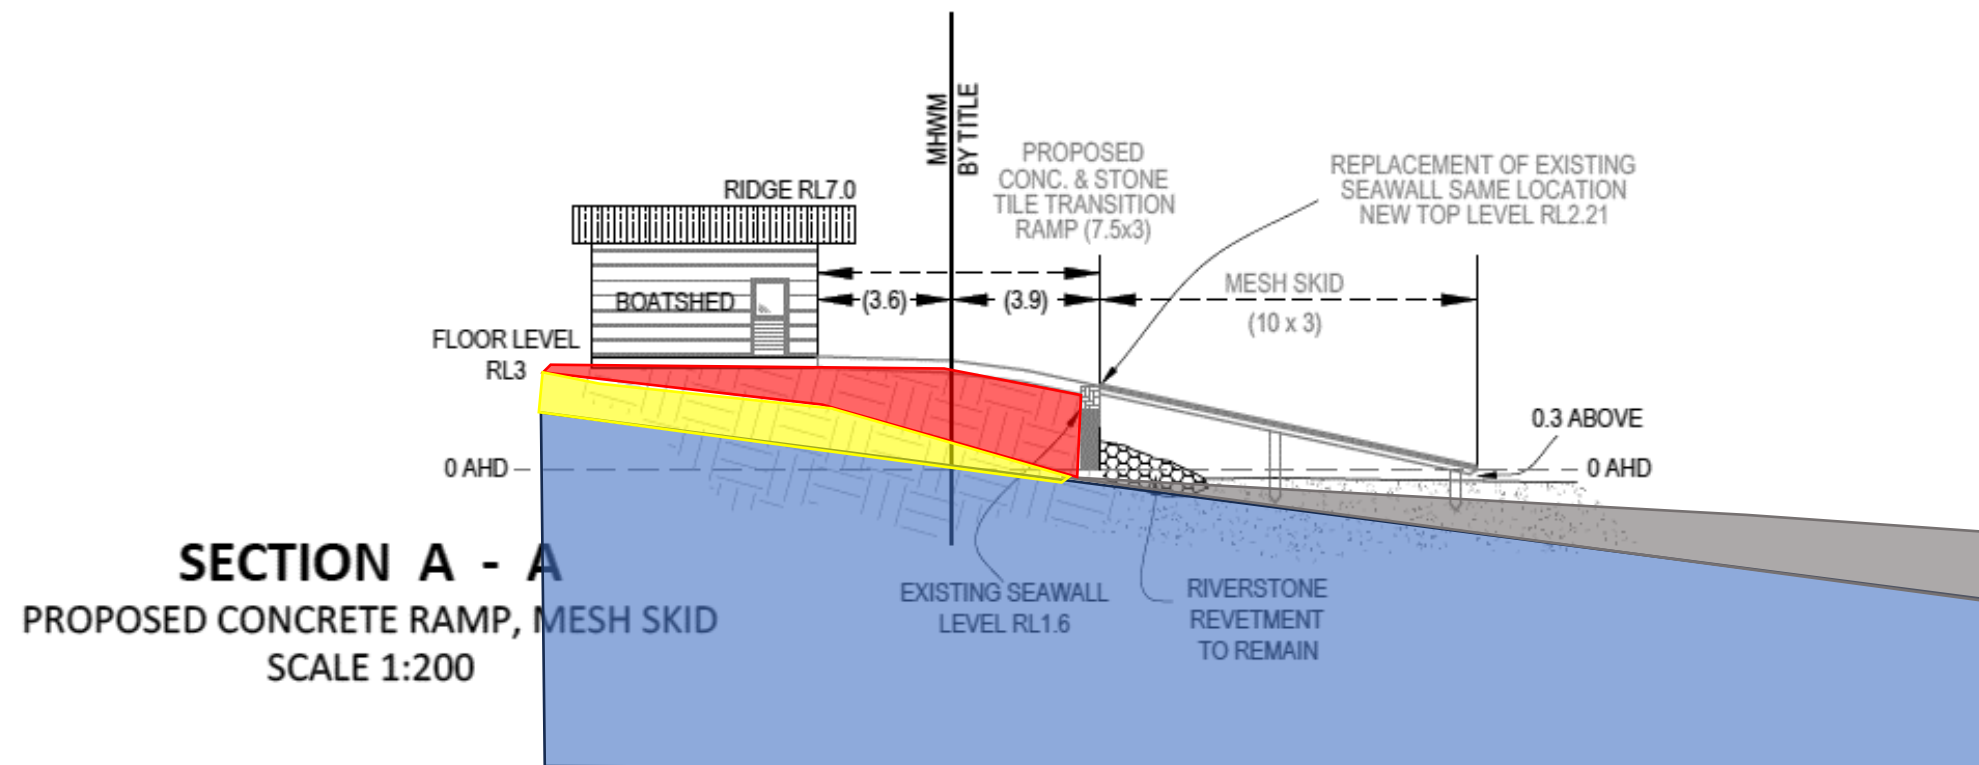 MHWM
BY TITLE
PROPOSED
CONC. & STONE
TILE TRANSITION
RAMP (7.5x3)
REPLACEMENT OF EXISTING
SEAWALL SAME LOCATION
NEW TOP LEVEL RL2.21
RIDGE RL7.0
BOATSHED
(3.6)
(3.9)
MESH SKID
(10 x 3)
FLOOR LEVEL
RL3
0.3 ABOVE
0 AHD
0 AHD
SECTION A - A
PROPOSED CONCRETE RAMP, MESH SKID
SCALE 1:200
EXISTING SEAWALL
LEVEL RL1.6
RIVERSTONE
REVETMENT
TO REMAIN